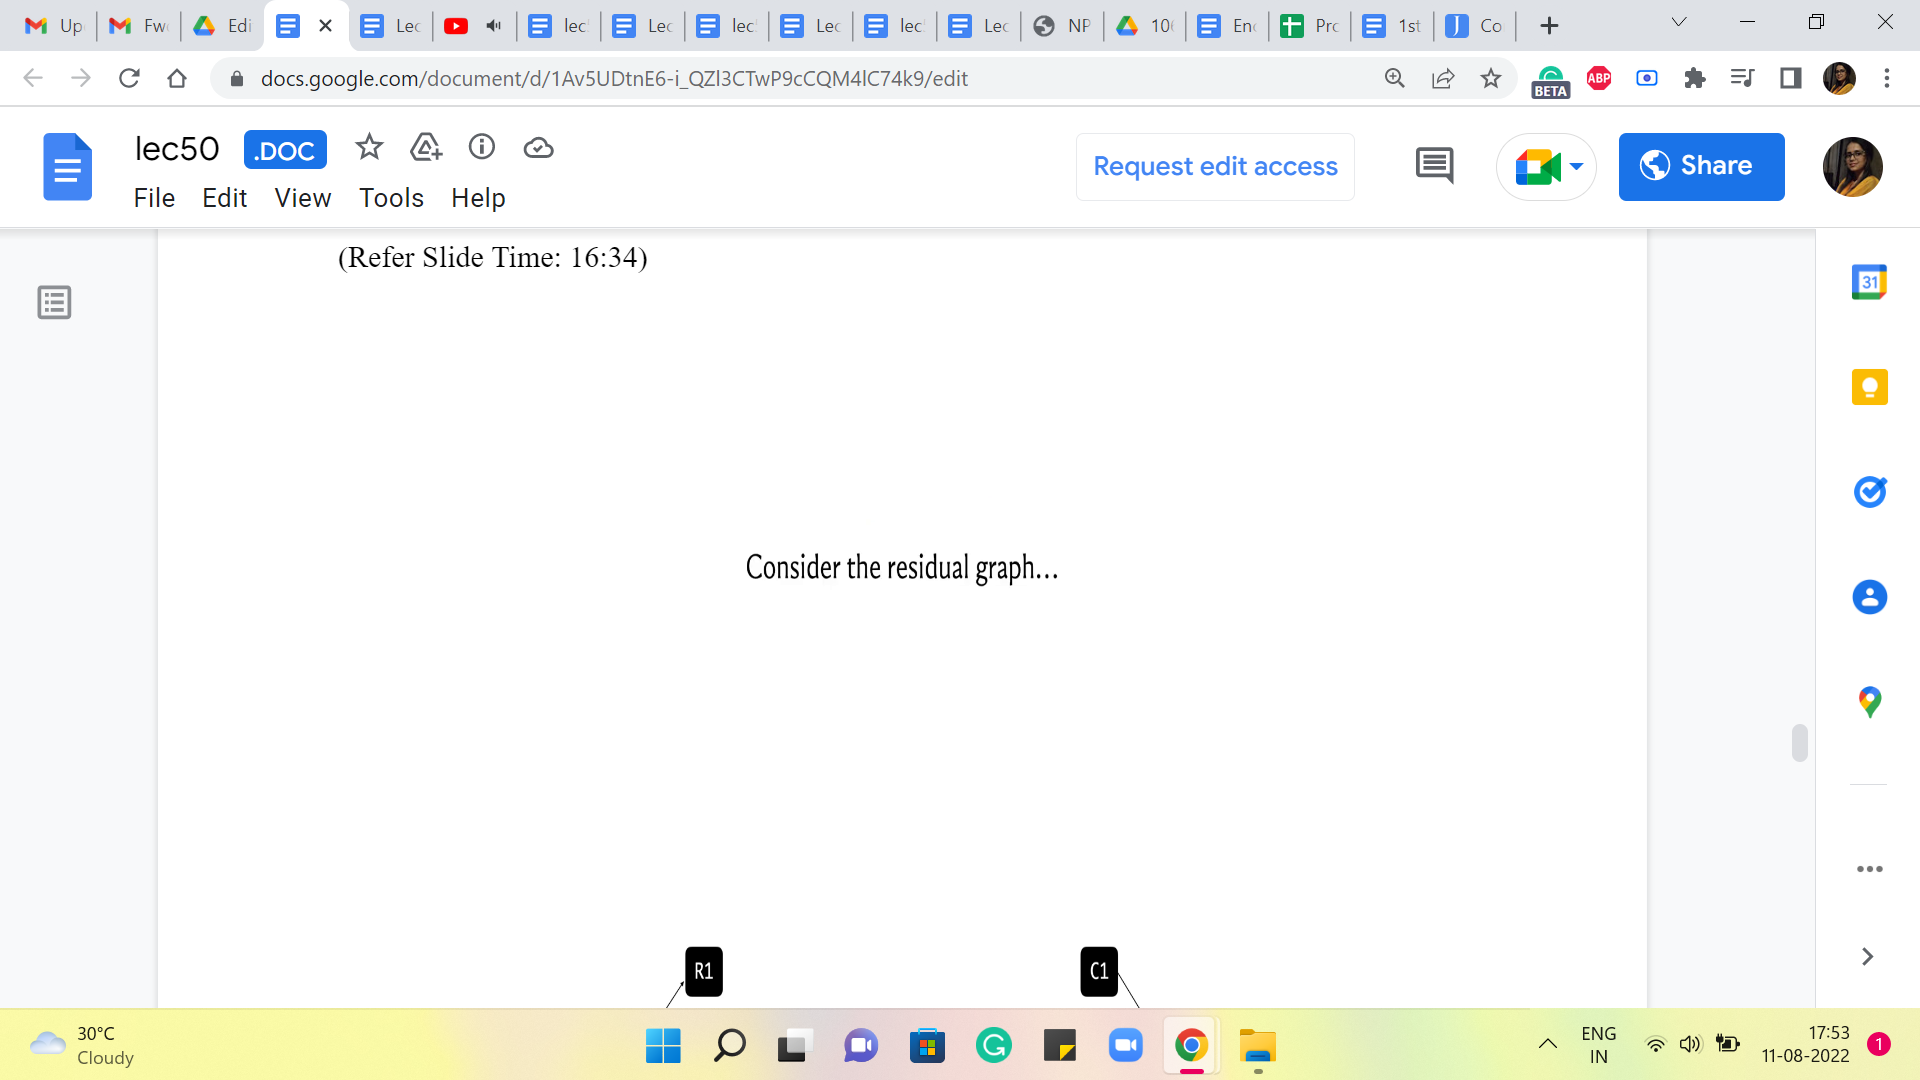 Up
Fwd
Edi
Lec
lec
Lec
lec
Lec
lec
Lec
NP
10
Eng
Pro
1st
Co
docs.google.com/document/d/1Av5UDtnE6-i_QZl3CTwP9cCQM4lC74k9/edit
ABP
BETA
lec50 .DOC
File Edit View Tools Help
Request edit access
Share
(Refer Slide Time: 16:34)
31
Consider the residual graph...
R1
C1
30°C
Cloudy
ENG
IN
17:53
11-08-2022
1